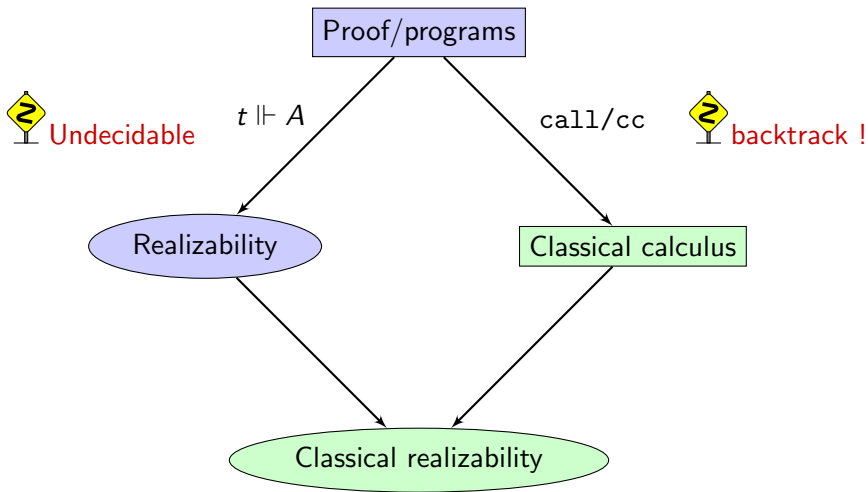 Proof/programs
t ⊩ A
call/cc
Undecidable
backtrack !
Realizability
Classical calculus
Classical realizability